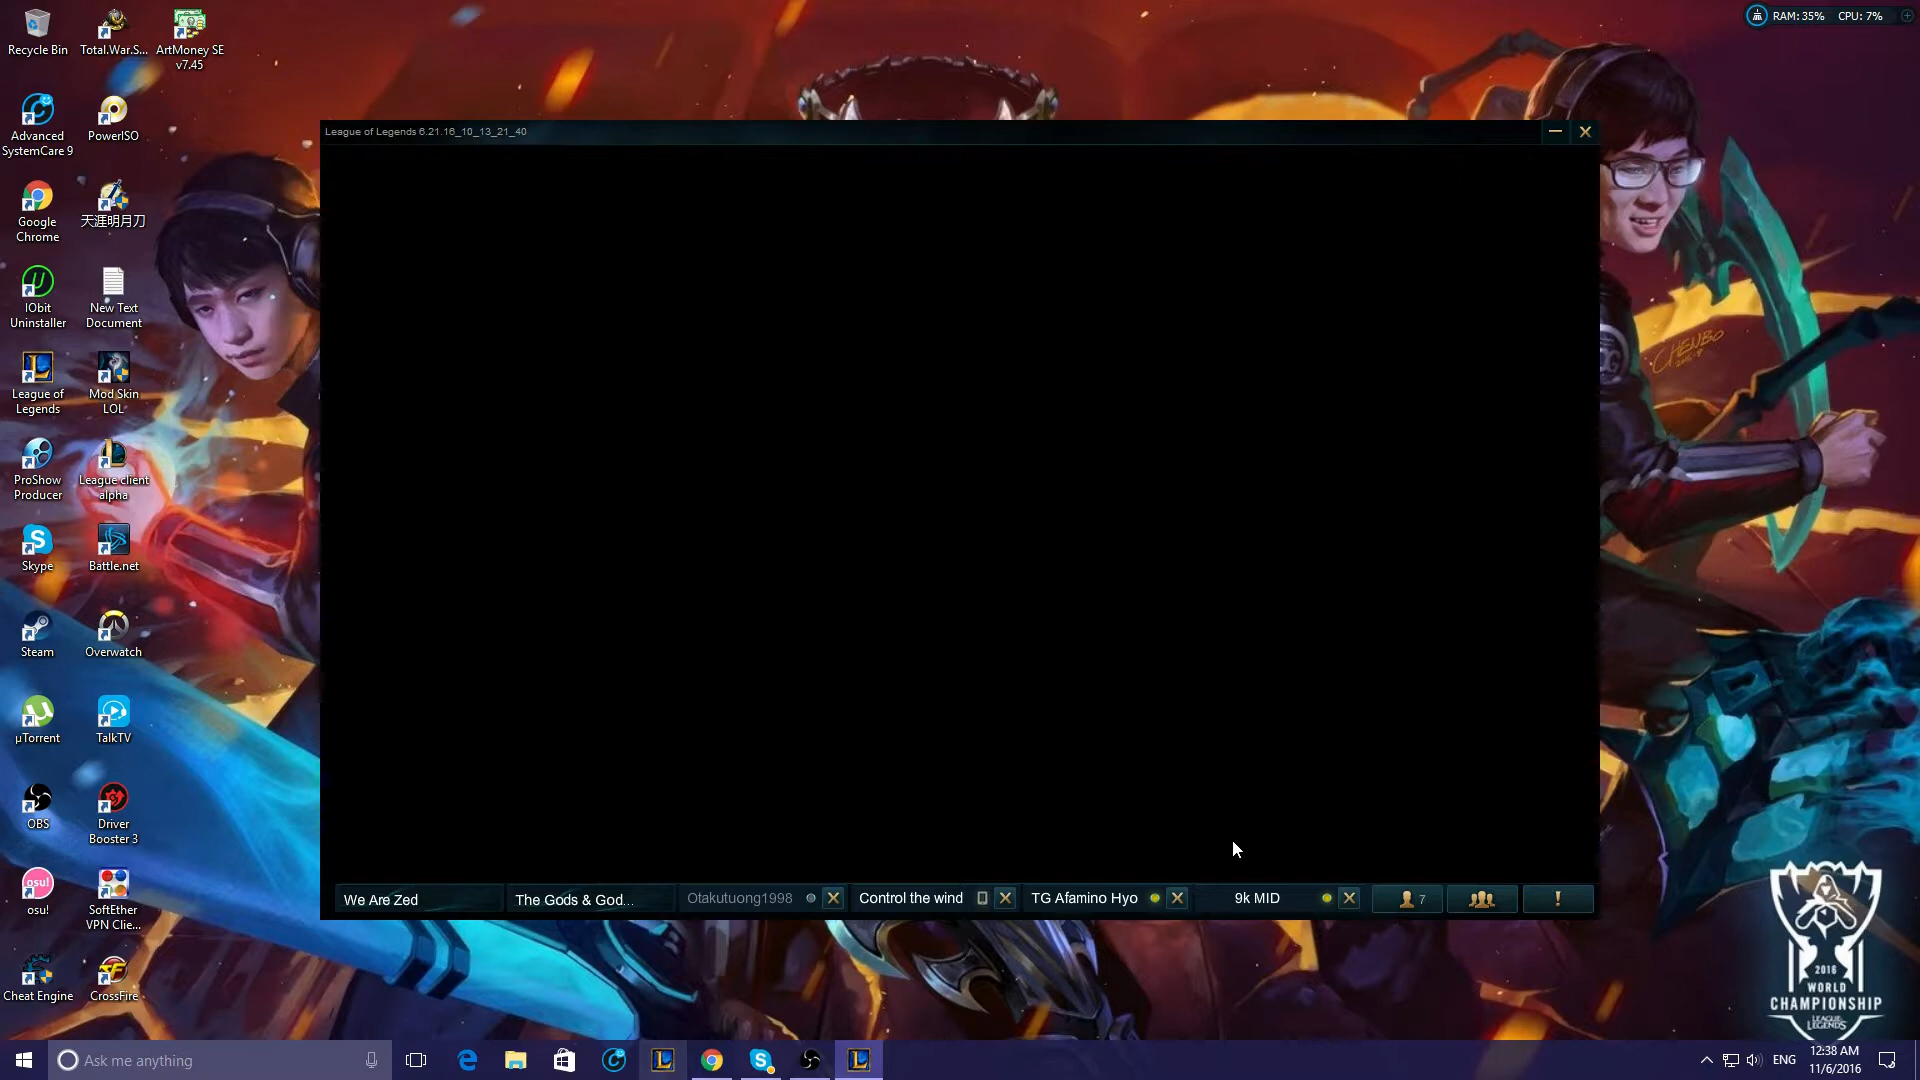 Recycle Bin
Total.War.S...
ArtMoney SE
v7.45
RAM: 35% CPU: 7%
Advanced
SystemCare 9
PowerISO
League of Legends 6.21.16_10_13_21_40
Google
Chrome
天涯明月刀
IObit
Uninstaller
New Text
Document
CHENBO
League of
Legends
Mod Skin
LOL
ProShow
Producer
League client
alpha
Skype
Battle.net
Steam
Overwatch
µTorrent
TalkTV
OBS
Driver
Booster 3
osu!
osu!
SoftEther
VPN Clie...
We Are Zed
The Gods & God...
Otakutuong1998
Control the wind
TG Afamino Hyo
9k MID
7
!
Cheat Engine
CrossFire
2016
WORLD
CHAMPIONSHIP
LEAGUE of
LEGENDS
Ask me anything
ENG
12:38 AM
11/6/2016